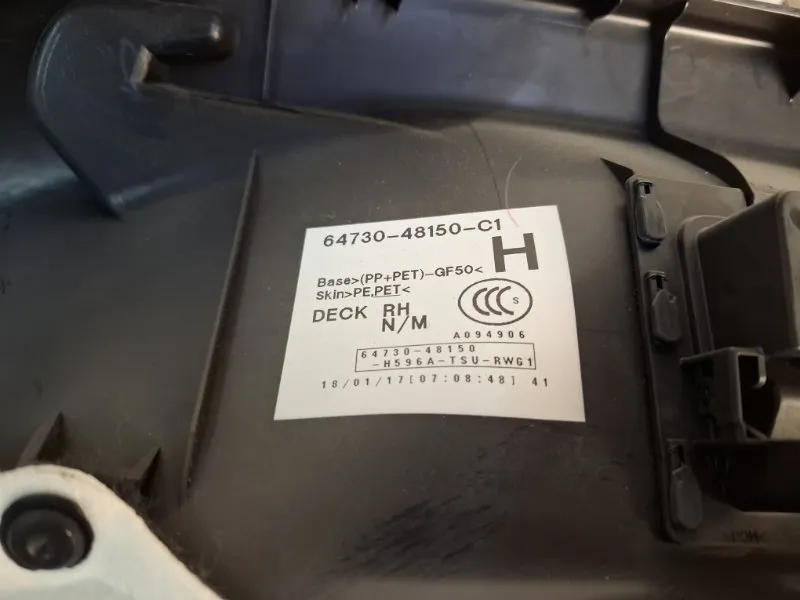 64730-48150-C1
H
Base>(PP+PET)-GF50<
Skin>PE,PET<
CCC S
DECK RH
N/M
A094906
64730-48150
-H596A-TSU-RWG1
18/01/17[07:08:48] 41